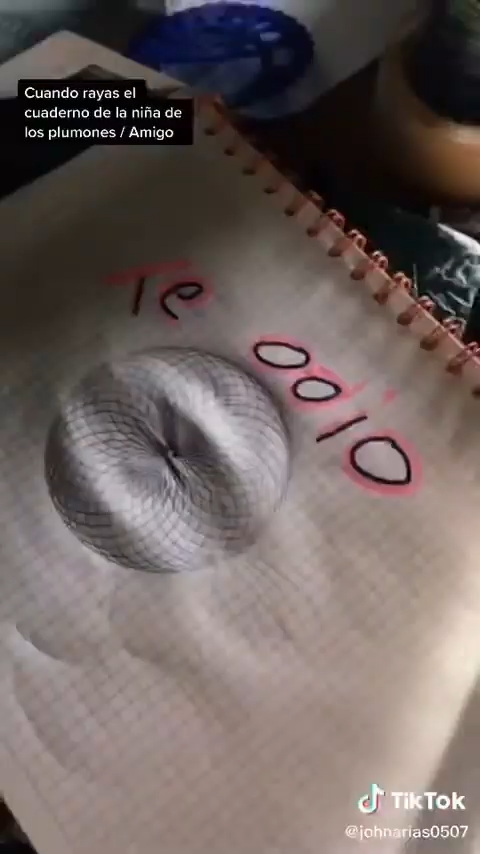 Cuando rayas el
cuaderno de la niña de
los plumones / Amigo
Te
odio
TikTok
@johnarias0507